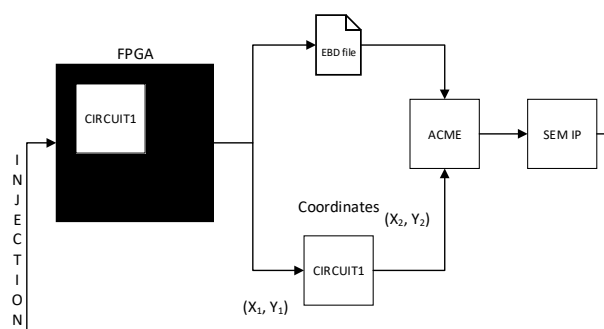 FPGA
EBD file
CIRCUIT1
ACME
SEM IP
INJECTION
Coordinates
(X₂, Y₂)
CIRCUIT1
(X₁, Y₁)